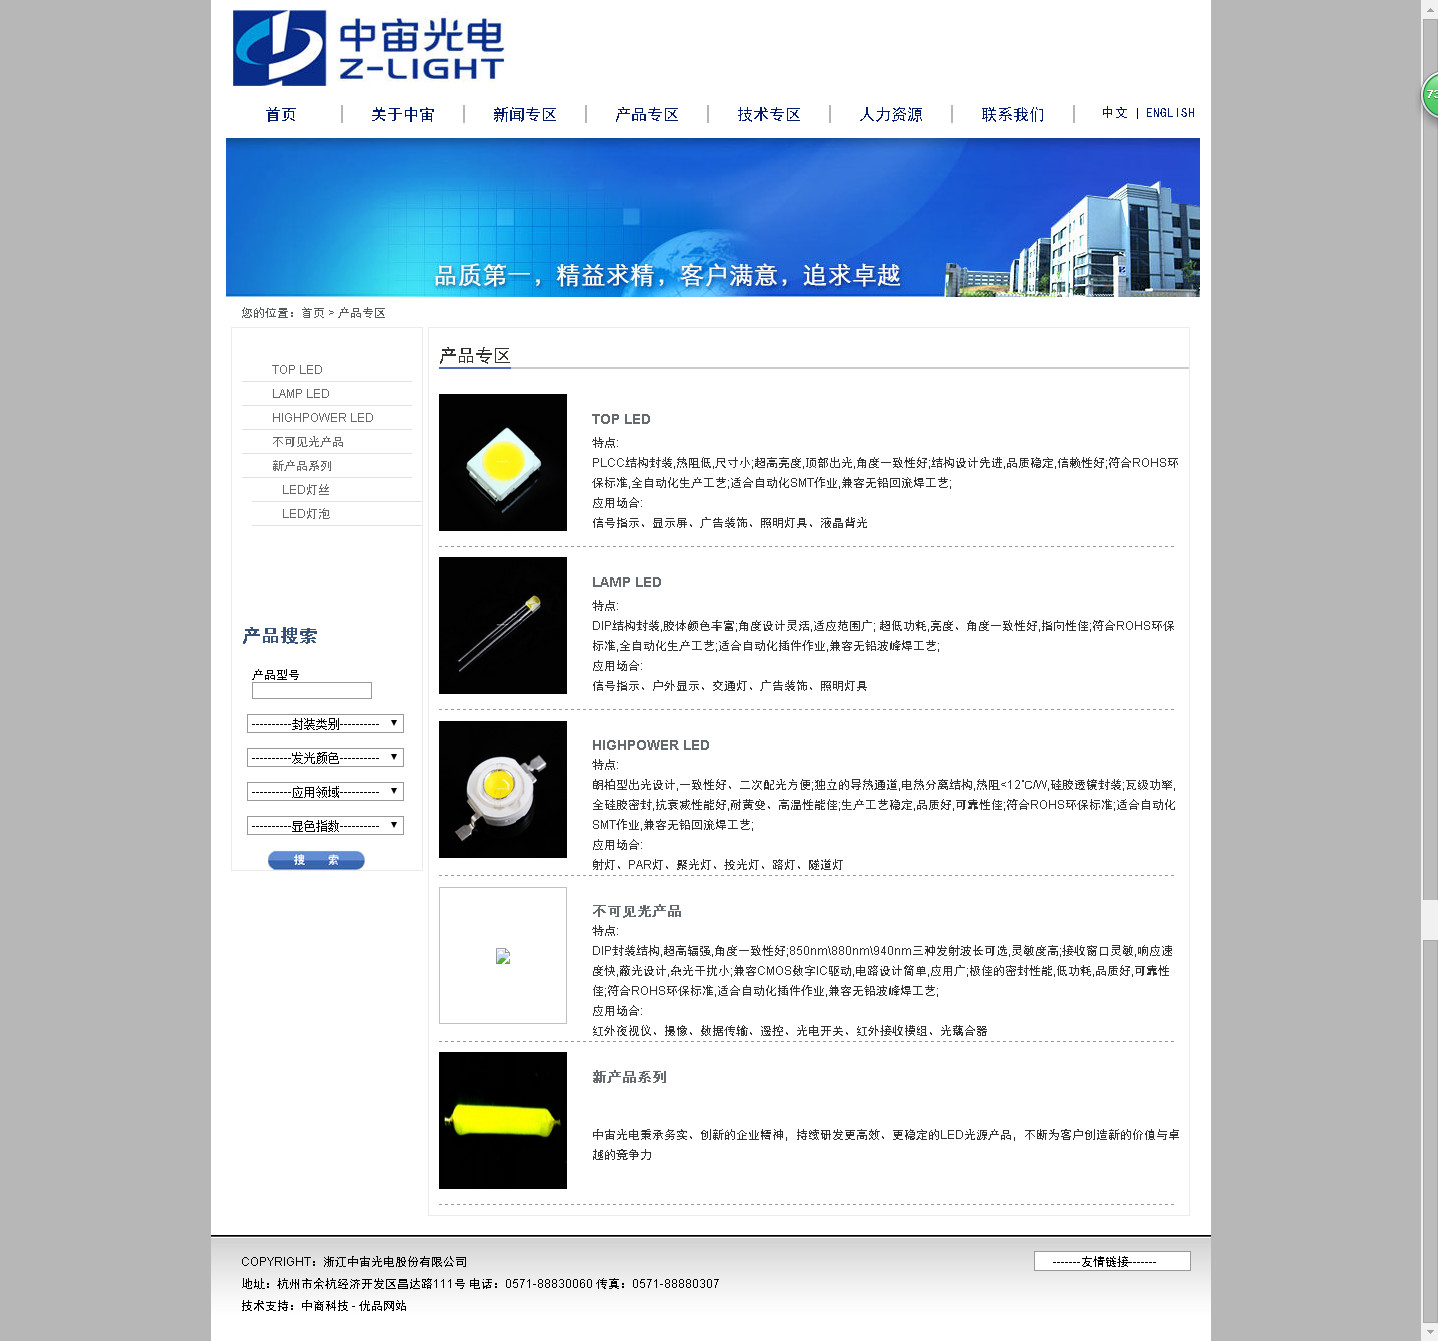 中宙光电
Z-LIGHT
首页 关于中宙 新闻专区 产品专区 技术专区 人力资源 联系我们 中文 | ENGLISH
73
品质第一，精益求精，客户满意，追求卓越
您的位置：首页 > 产品专区
TOP LED
LAMP LED
HIGHPOWER LED
不可见光产品
新产品系列
LED灯丝
LED灯泡
产品搜索
产品型号
----------封装类别----------
----------发光颜色----------
----------应用领域----------
----------显色指数----------
搜 索
产品专区
TOP LED
特点:
PLCC结构封装,热阻低,尺寸小;超高亮度,顶部出光,角度一致性好;结构设计先进,品质稳定,信赖性好;符合ROHS环
保标准,全自动化生产工艺;适合自动化SMT作业,兼容无铅回流焊工艺;
应用场合:
信号指示、显示屏、广告装饰、照明灯具、液晶背光
LAMP LED
特点:
DIP结构封装,胶体颜色丰富;角度设计灵活,适应范围广; 超低功耗,亮度、角度一致性好,指向性佳;符合ROHS环保
标准,全自动化生产工艺;适合自动化插件作业,兼容无铅波峰焊工艺;
应用场合:
信号指示、户外显示、交通灯、广告装饰、照明灯具
HIGHPOWER LED
特点:
朗柏型出光设计,一致性好、二次配光方便;独立的导热通道,电热分离结构,热阻<12℃/W,硅胶透镜封装;瓦级功率,
全硅胶密封,抗衰减性能好,耐黄变、高温性能佳;生产工艺稳定,品质好,可靠性佳;符合ROHS环保标准;适合自动化
SMT作业,兼容无铅回流焊工艺;
应用场合:
射灯、PAR灯、聚光灯、投光灯、路灯、隧道灯
不可见光产品
特点:
DIP封装结构,超高辐强,角度一致性好;850nm\880nm\940nm三种发射波长可选,灵敏度高;接收窗口灵敏,响应速
度快,蔽光设计,杂光干扰小;兼容CMOS数字IC驱动,电路设计简单,应用广;极佳的密封性能,低功耗,品质好,可靠性
佳;符合ROHS环保标准,适合自动化插件作业,兼容无铅波峰焊工艺;
应用场合:
红外夜视仪、摄像、数据传输、遥控、光电开关、红外接收模组、光藕合器
新产品系列
中宙光电秉承务实、创新的企业精神，持续研发更高效、更稳定的LED光源产品，不断为客户创造新的价值与卓
越的竞争力
COPYRIGHT：浙江中宙光电股份有限公司
地址：杭州市余杭经济开发区昌达路111号 电话：0571-88830060 传真：0571-88880307
技术支持：中商科技 - 优品网站
-------友情链接-------